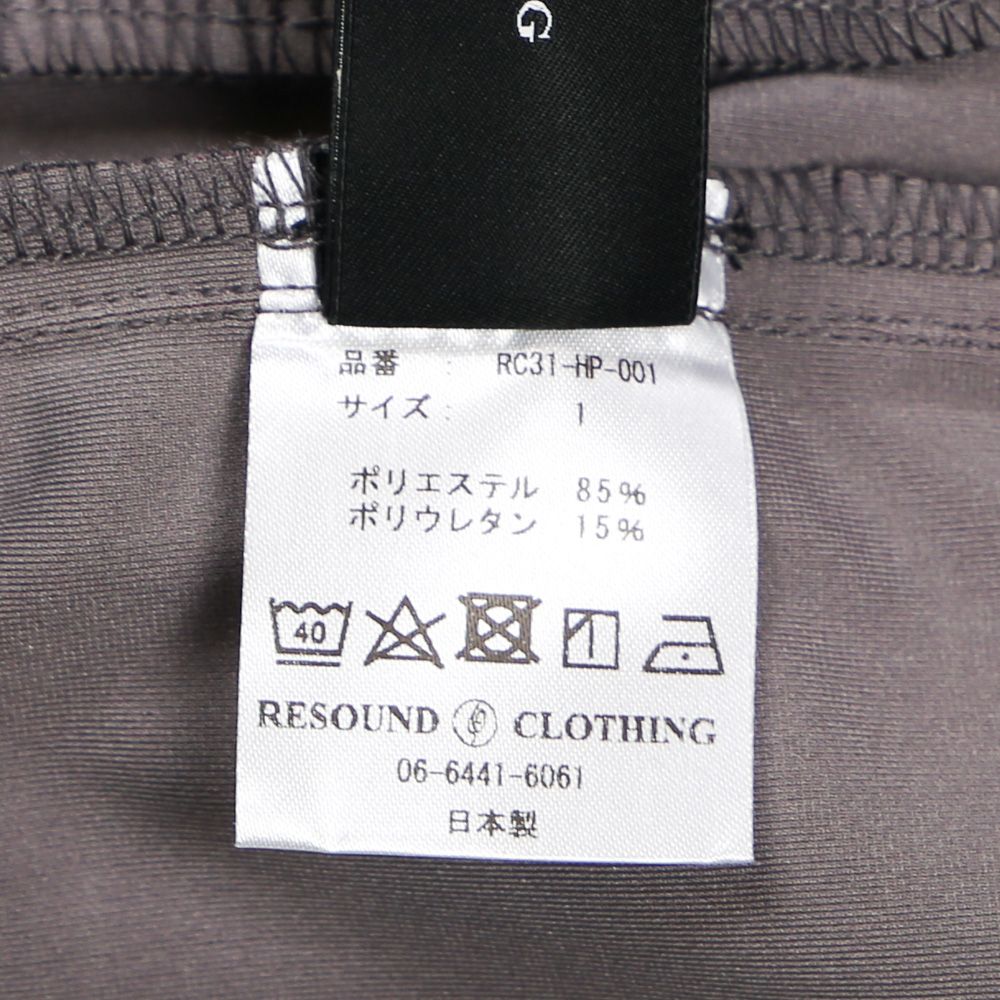 G
品番 : RC31-HP-001
サイズ : 1
ポリエステル 85%
ポリウレタン 15%
40
RESOUND CLOTHING
06-6441-6061
日本製